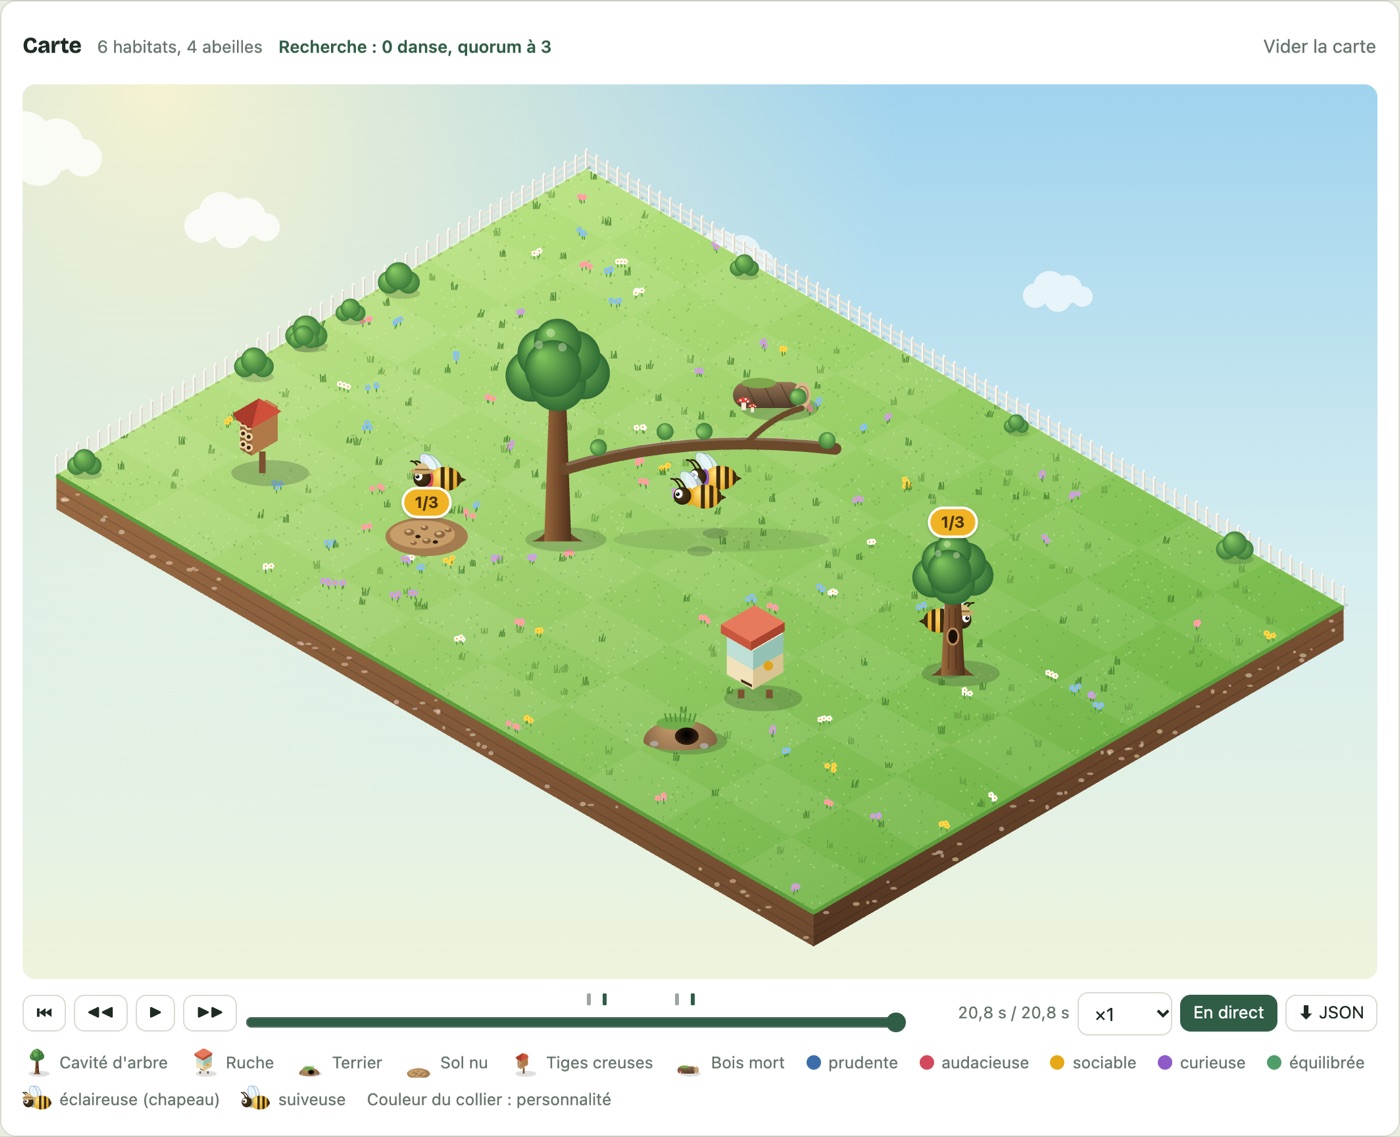 Carte 6 habitats, 4 abeilles Recherche : 0 danse, quorum à 3 Vider la carte
1/3
1/3
20,8 s / 20,8 s ×1 En direct ⬇ JSON
Cavité d'arbre Ruche Terrier Sol nu Tiges creuses Bois mort prudente audacieuse sociable curieuse équilibrée
éclaireuse (chapeau) suiveuse Couleur du collier : personnalité